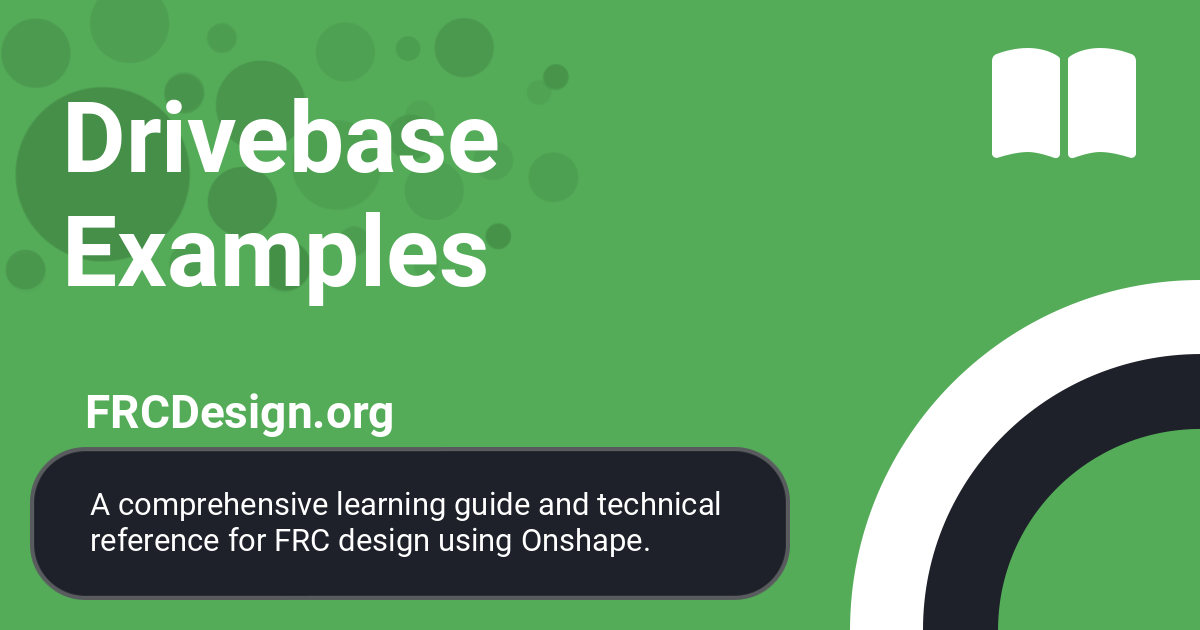 Drivebase
Examples
FRCDesign.org
A comprehensive learning guide and technical
reference for FRC design using Onshape.